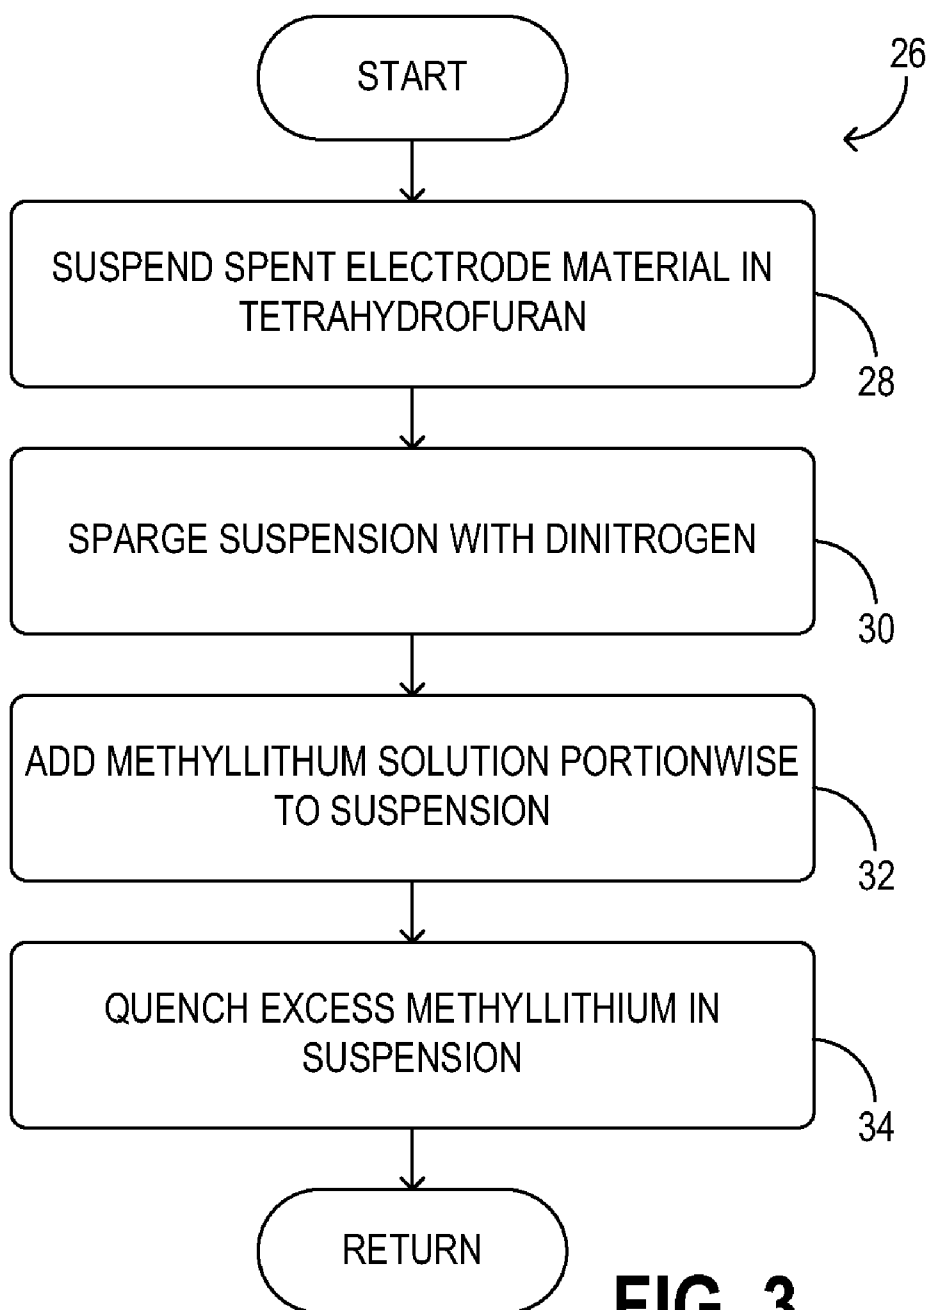 START
26
SUSPEND SPENT ELECTRODE MATERIAL IN
TETRAHYDROFURAN
28
SPARGE SUSPENSION WITH DINITROGEN
30
ADD METHYLLITHUM SOLUTION PORTIONWISE
TO SUSPENSION
32
QUENCH EXCESS METHYLLITHIUM IN
SUSPENSION
34
RETURN
FIG. 3